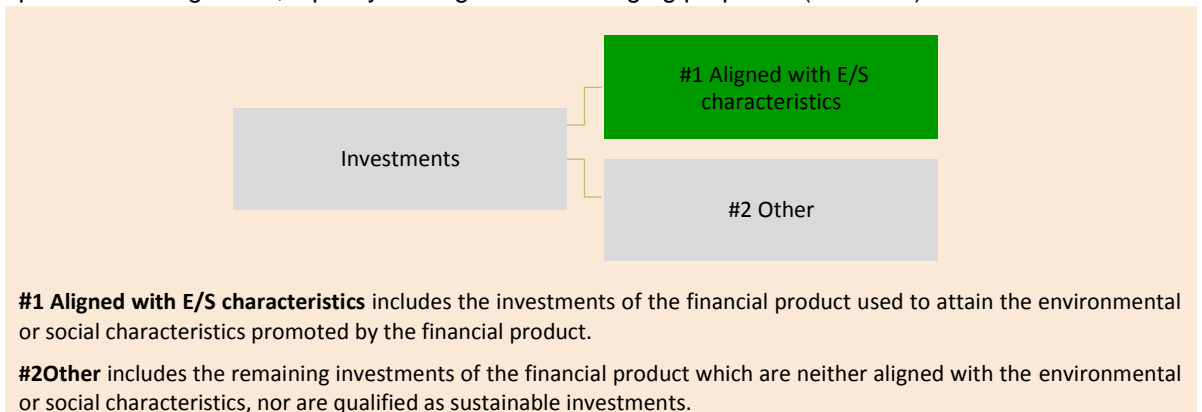 #1 Aligned with E/S
characteristics
Investments
#2 Other
#1 Aligned with E/S characteristics includes the investments of the financial product used to attain the environmental
or social characteristics promoted by the financial product.
#2Other includes the remaining investments of the financial product which are neither aligned with the environmental
or social characteristics, nor are qualified as sustainable investments.